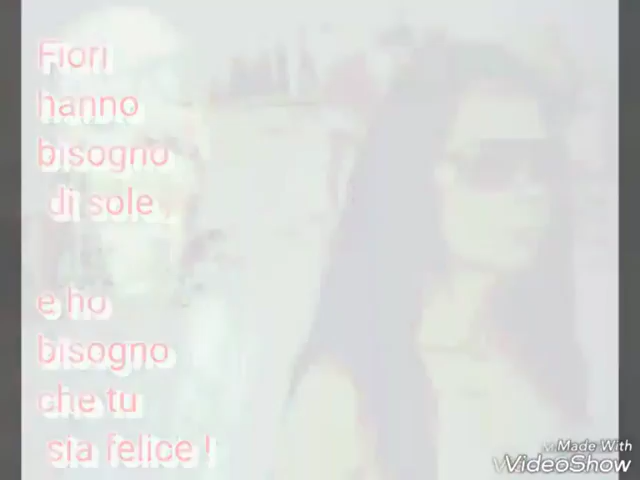 Fiori
hanno
bisogno
di sole
e ho
bisogno
che tu
sia felice !
Made With
VideoShow